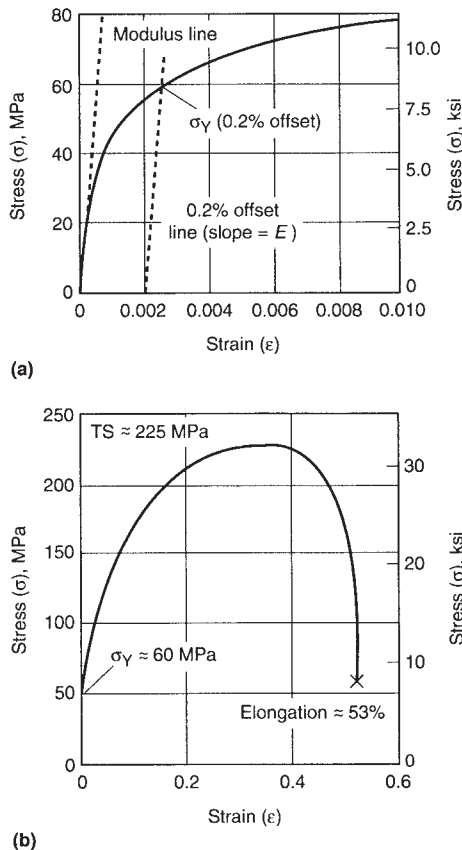 80
60
40
20
0
Stress (σ), MPa
Modulus line
σY (0.2% offset)
0.2% offset
line (slope = E)
10.0
7.5
5.0
2.5
0
Stress (σ), ksi
0
0.002
0.004
0.006
0.008
0.010
Strain (ε)
(a)
250
200
150
100
50
0
Stress (σ), MPa
TS ≈ 225 MPa
σY ≈ 60 MPa
Elongation ≈ 53%
30
20
10
0
Stress (σ), ksi
0
0.2
0.4
0.6
Strain (ε)
(b)